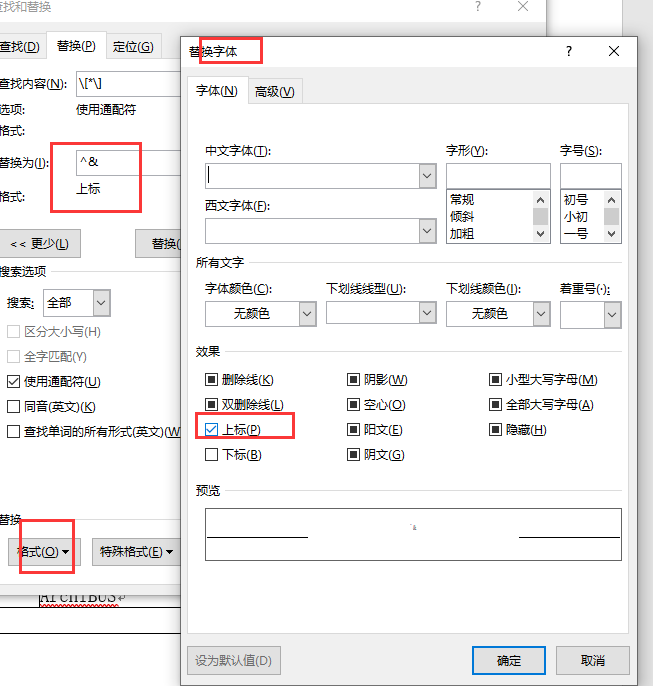 查找和替换 ?
查找(D) 替换(P) 定位(G)
查找内容(N): \[*\]
选项: 使用通配符
格式:
替换为(I): ^&
格式: 上标
<< 更少(L) 替换(
搜索选项
搜索: 全部
区分大小写(H)
全字匹配(Y)
使用通配符(U)
同音(英文)(K)
查找单词的所有形式(英文)(W
替换
格式(O) 特殊格式(E)
ArchiBUS
替换字体 ?
字体(N) 高级(V)
中文字体(T): 字形(Y): 字号(S):
常规 初号
西文字体(F): 倾斜 小初
加粗 一号
所有文字
字体颜色(C): 下划线线型(U): 下划线颜色(I): 着重号(·):
无颜色 无颜色
效果
删除线(K) 阴影(W) 小型大写字母(M)
双删除线(L) 空心(O) 全部大写字母(A)
上标(P) 阳文(E) 隐藏(H)
下标(B) 阴文(G)
预览
^&
设为默认值(D) 确定 取消